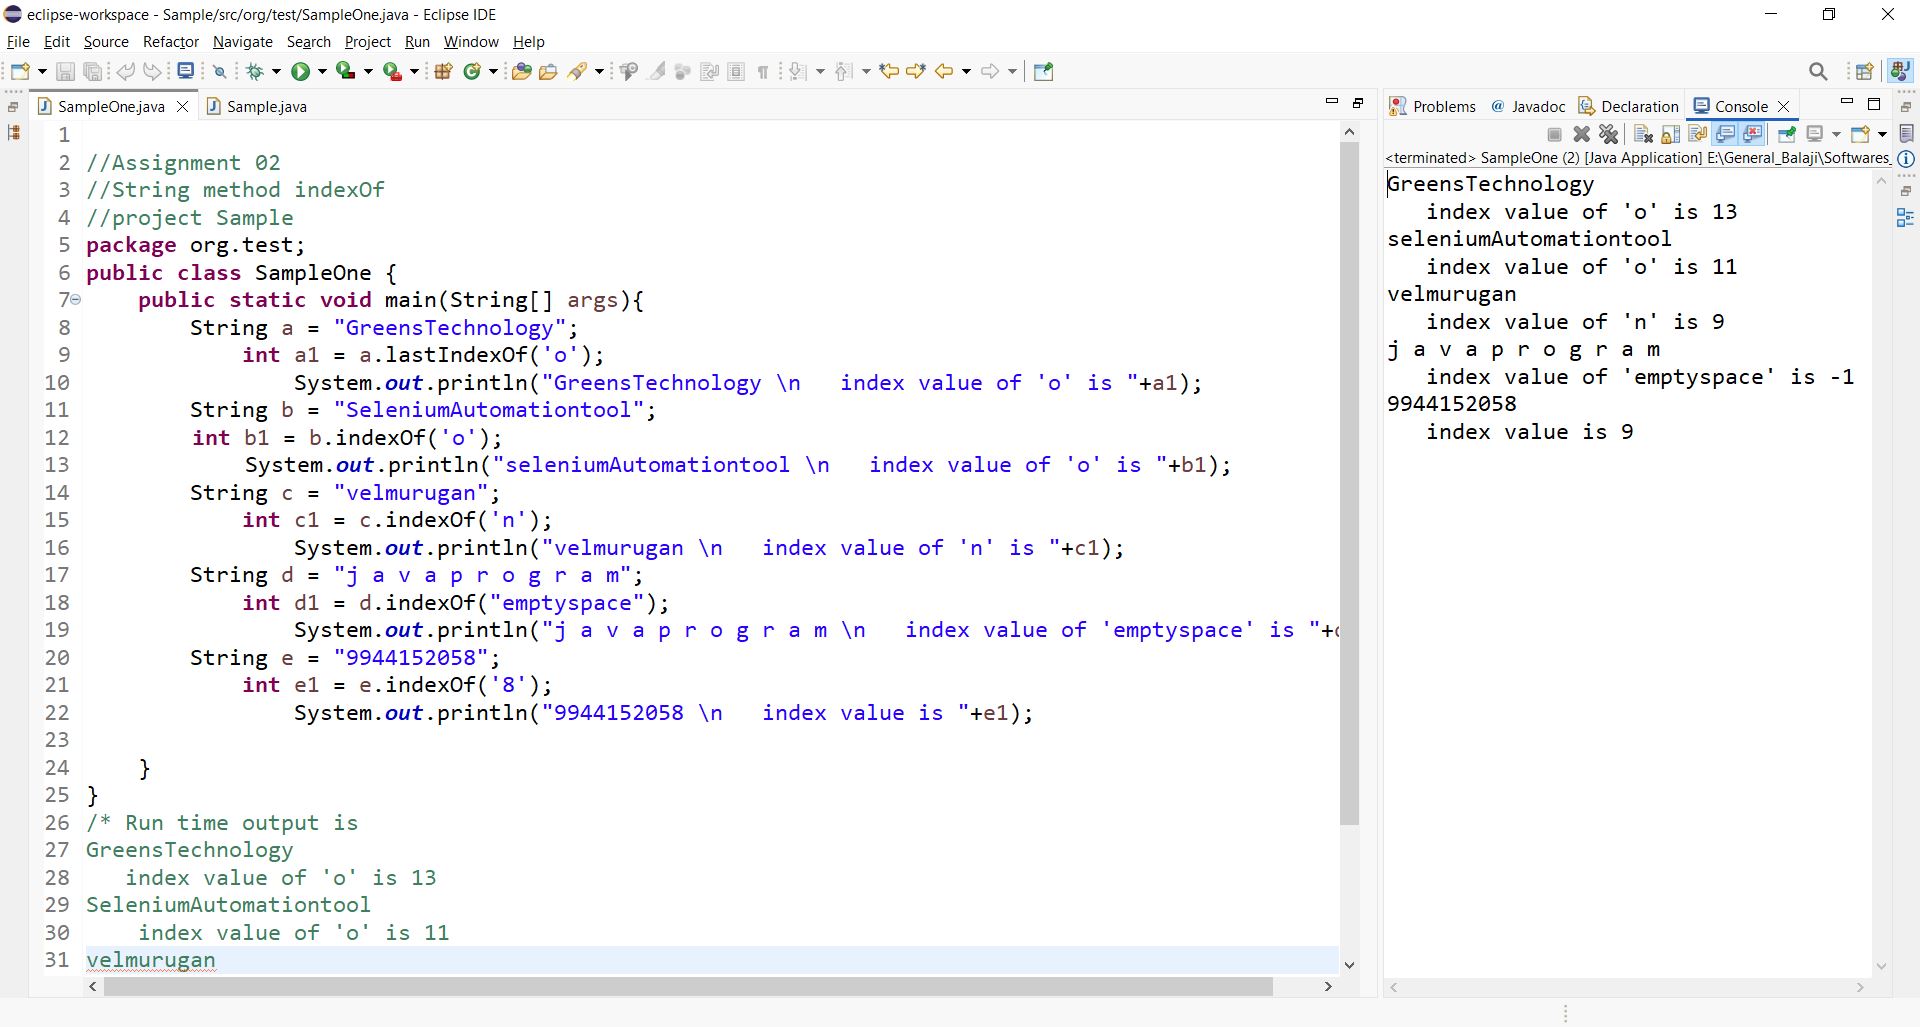 eclipse-workspace - Sample/src/org/test/SampleOne.java - Eclipse IDE
File Edit Source Refactor Navigate Search Project Run Window Help
SampleOne.java Sample.java
1
2 //Assignment 02
3 //String method indexOf
4 //project Sample
5 package org.test;
6 public class SampleOne {
7 public static void main(String[] args){
8 String a = "GreensTechnology";
9 int a1 = a.lastIndexOf('o');
10 System.out.println("GreensTechnology \n   index value of 'o' is "+a1);
11 String b = "SeleniumAutomationtool";
12 int b1 = b.indexOf('o');
13 System.out.println("seleniumAutomationtool \n   index value of 'o' is "+b1);
14 String c = "velmurugan";
15 int c1 = c.indexOf('n');
16 System.out.println("velmurugan \n   index value of 'n' is "+c1);
17 String d = "j a v a p r o g r a m";
18 int d1 = d.indexOf("emptyspace");
19 System.out.println("j a v a p r o g r a m \n   index value of 'emptyspace' is "+
20 String e = "9944152058";
21 int e1 = e.indexOf('8');
22 System.out.println("9944152058 \n   index value is "+e1);
23
24 }
25 }
26 /* Run time output is
27 GreensTechnology
28 index value of 'o' is 13
29 SeleniumAutomationtool
30 index value of 'o' is 11
31 velmurugan
Problems @ Javadoc Declaration Console
<terminated> SampleOne (2) [Java Application] E:\General_Balaji\Softwares_
GreensTechnology
index value of 'o' is 13
seleniumAutomationtool
index value of 'o' is 11
velmurugan
index value of 'n' is 9
j a v a p r o g r a m
index value of 'emptyspace' is -1
9944152058
index value is 9